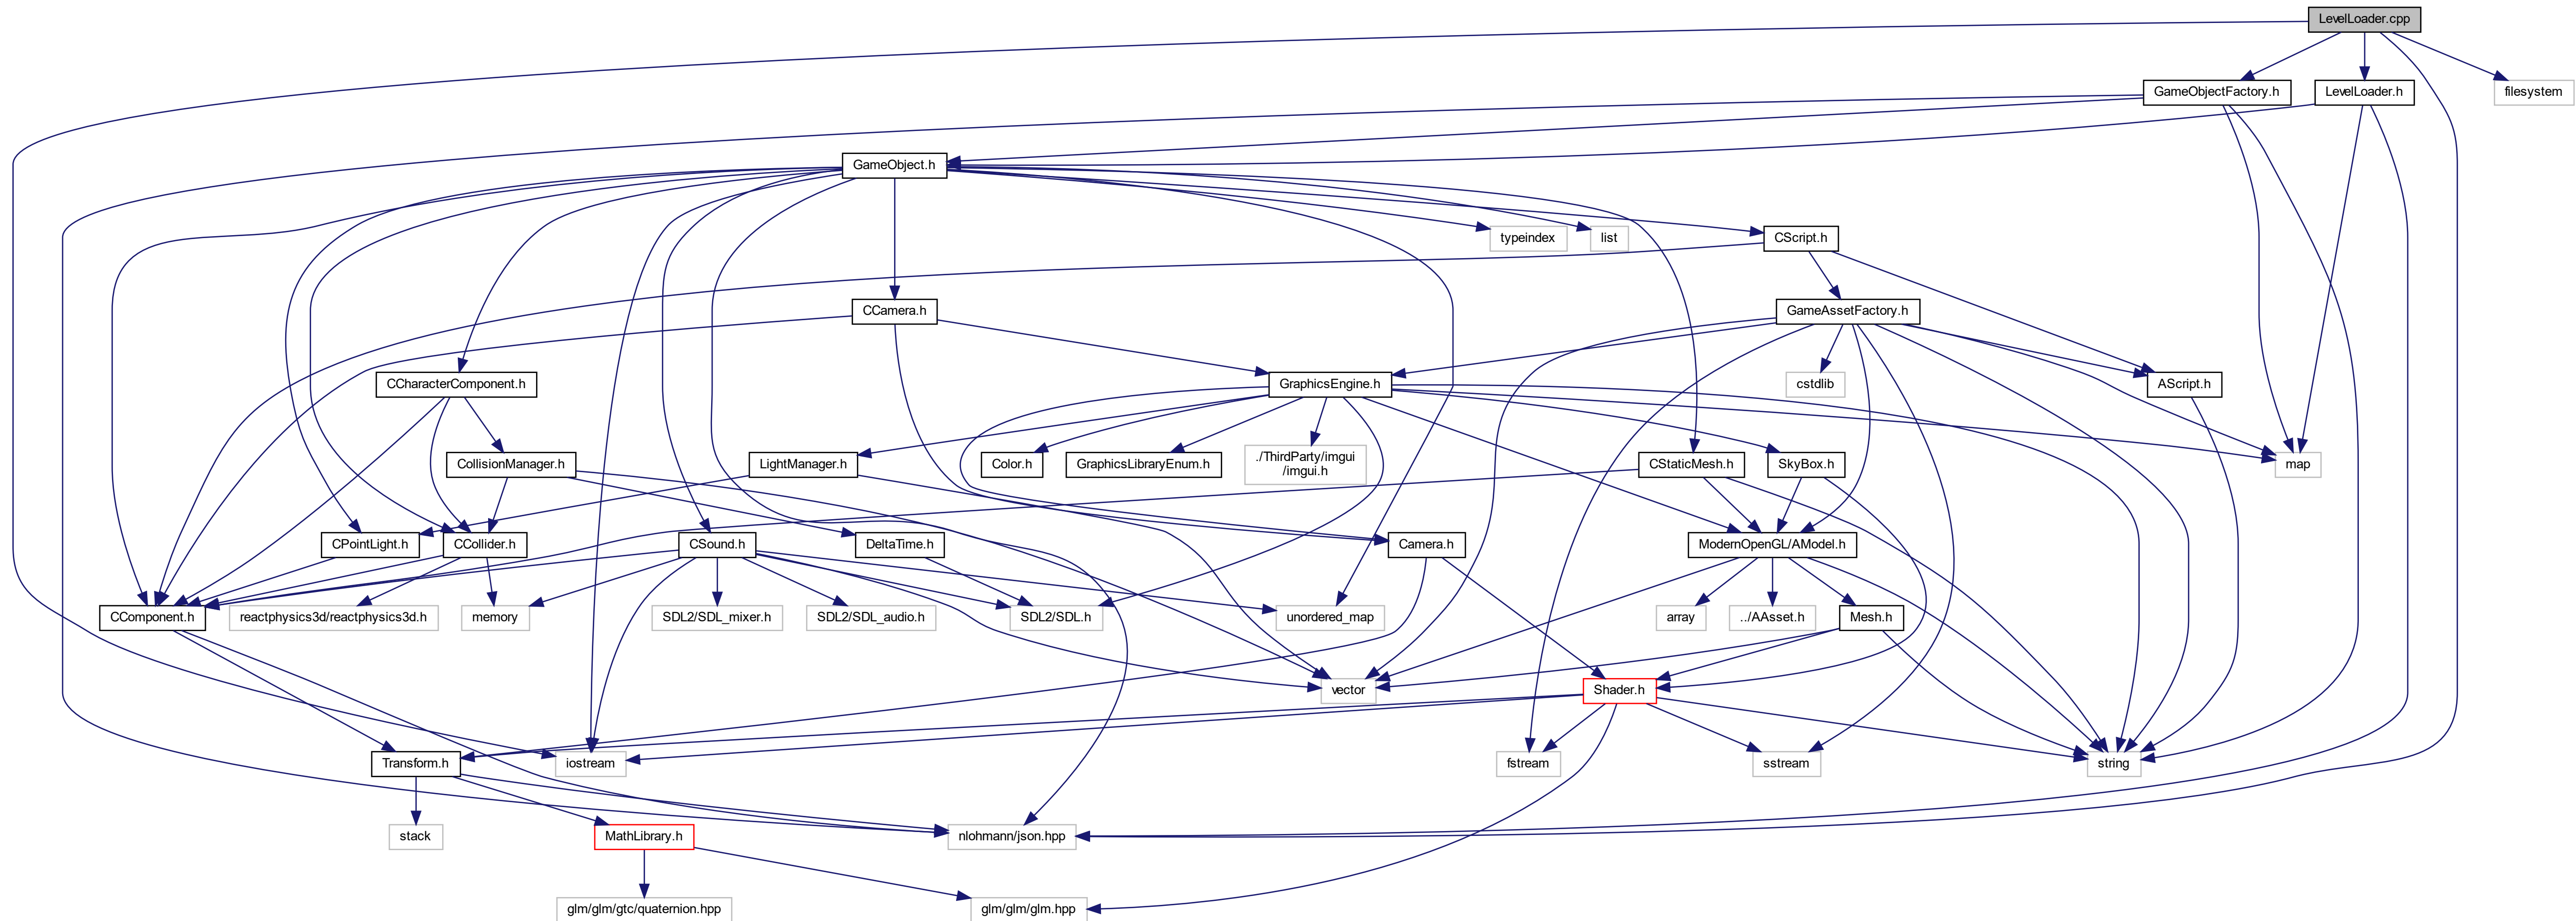 LevelLoader.cpp
GameObjectFactory.h
LevelLoader.h
filesystem
GameObject.h
typeindex
list
CScript.h
CCamera.h
GameAssetFactory.h
CCharacterComponent.h
GraphicsEngine.h
cstdlib
AScript.h
CollisionManager.h
LightManager.h
Color.h
GraphicsLibraryEnum.h
./ThirdParty/imgui
/imgui.h
CStaticMesh.h
SkyBox.h
map
CPointLight.h
CCollider.h
CSound.h
DeltaTime.h
Camera.h
ModernOpenGL/AModel.h
CComponent.h
reactphysics3d/reactphysics3d.h
memory
SDL2/SDL_mixer.h
SDL2/SDL_audio.h
SDL2/SDL.h
unordered_map
array
../AAsset.h
Mesh.h
vector
Shader.h
Transform.h
iostream
fstream
sstream
string
stack
MathLibrary.h
nlohmann/json.hpp
glm/glm/gtc/quaternion.hpp
glm/glm/glm.hpp